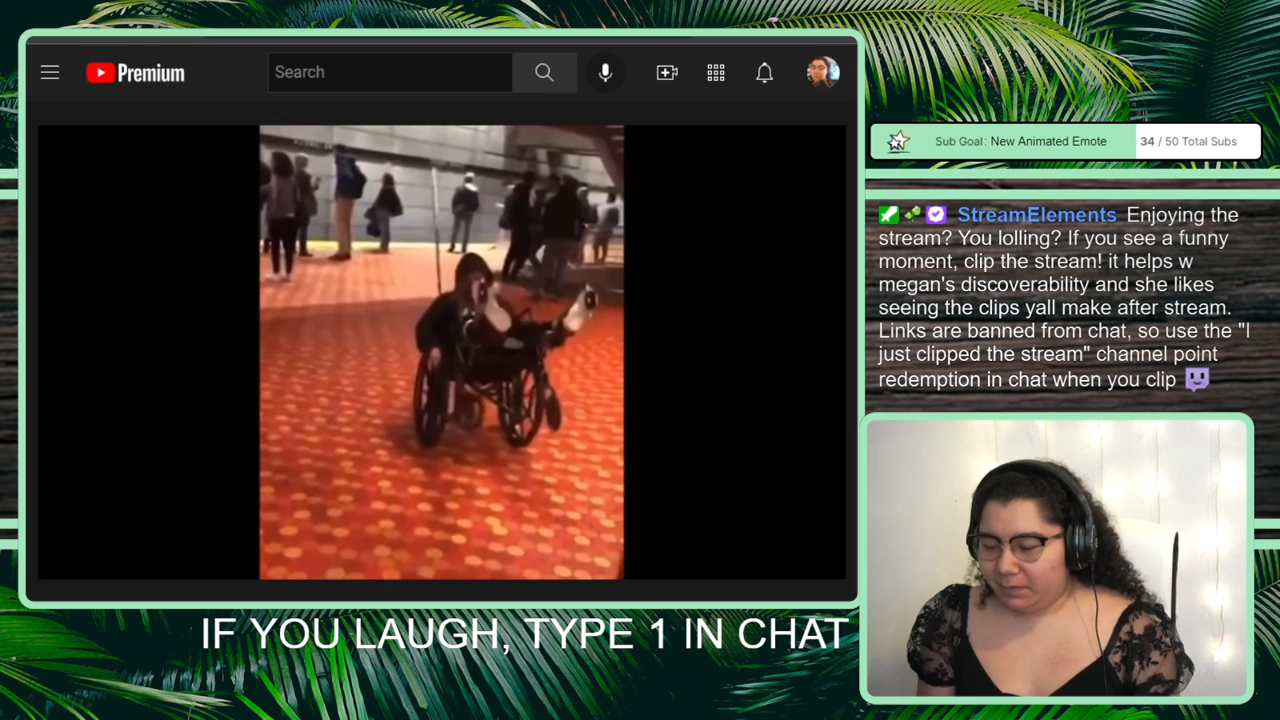 Premium
Search
Sub Goal: New Animated Emote 34 / 50 Total Subs
StreamElements Enjoying the
stream? You lolling? If you see a funny
moment, clip the stream! it helps w
megan's discoverability and she likes
seeing the clips yall make after stream.
Links are banned from chat, so use the "I
just clipped the stream" channel point
redemption in chat when you clip
IF YOU LAUGH, TYPE 1 IN CHAT